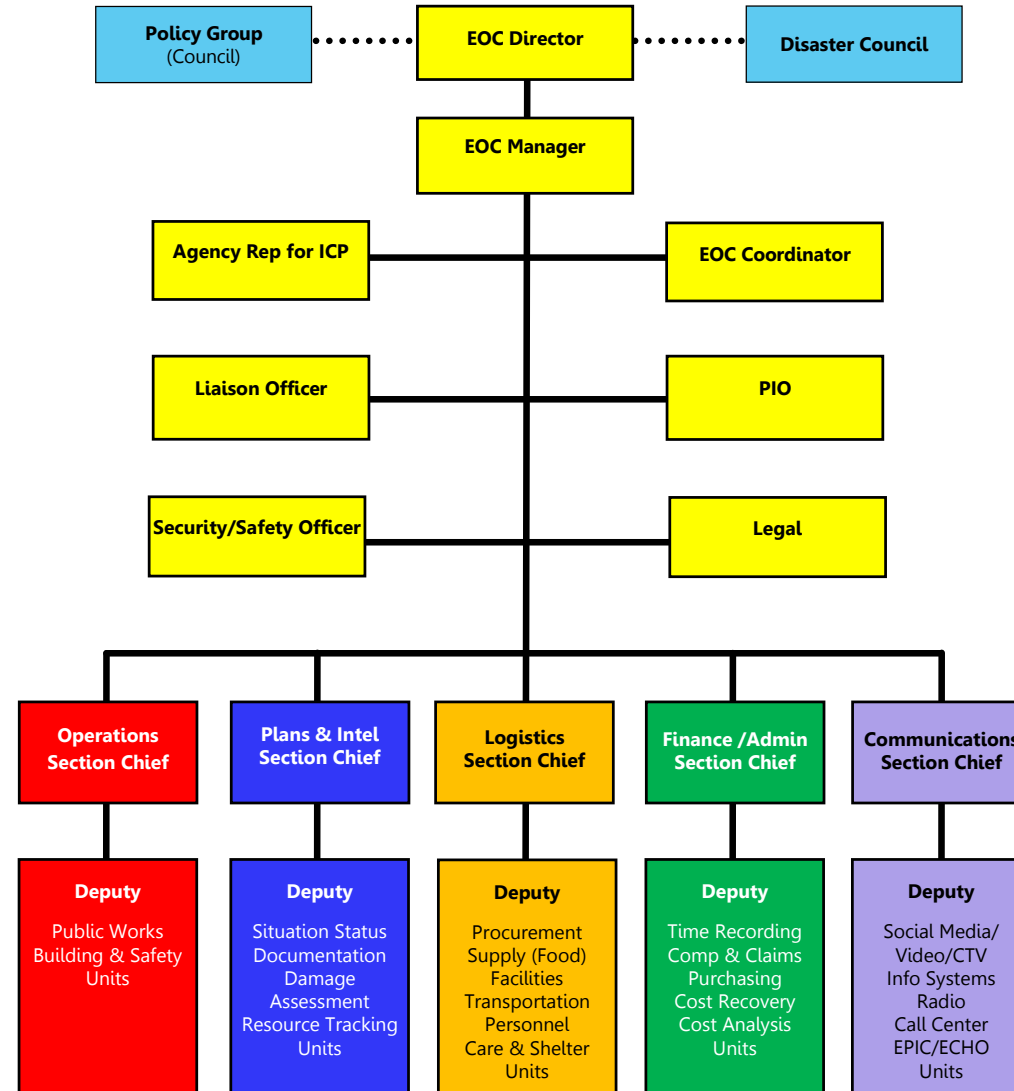 Policy Group
(Council)
EOC Director
Disaster Council
EOC Manager
Agency Rep for ICP
EOC Coordinator
Liaison Officer
PIO
Security/Safety Officer
Legal
Operations
Section Chief
Plans & Intel
Section Chief
Logistics
Section Chief
Finance /Admin
Section Chief
Communications
Section Chief
Deputy
Public Works
Building & Safety
Units
Deputy
Situation Status
Documentation
Damage
Assessment
Resource Tracking
Units
Deputy
Procurement
Supply (Food)
Facilities
Transportation
Personnel
Care & Shelter
Units
Deputy
Time Recording
Comp & Claims
Purchasing
Cost Recovery
Cost Analysis
Units
Deputy
Social Media/
Video/CTV
Info Systems
Radio
Call Center
EPIC/ECHO
Units